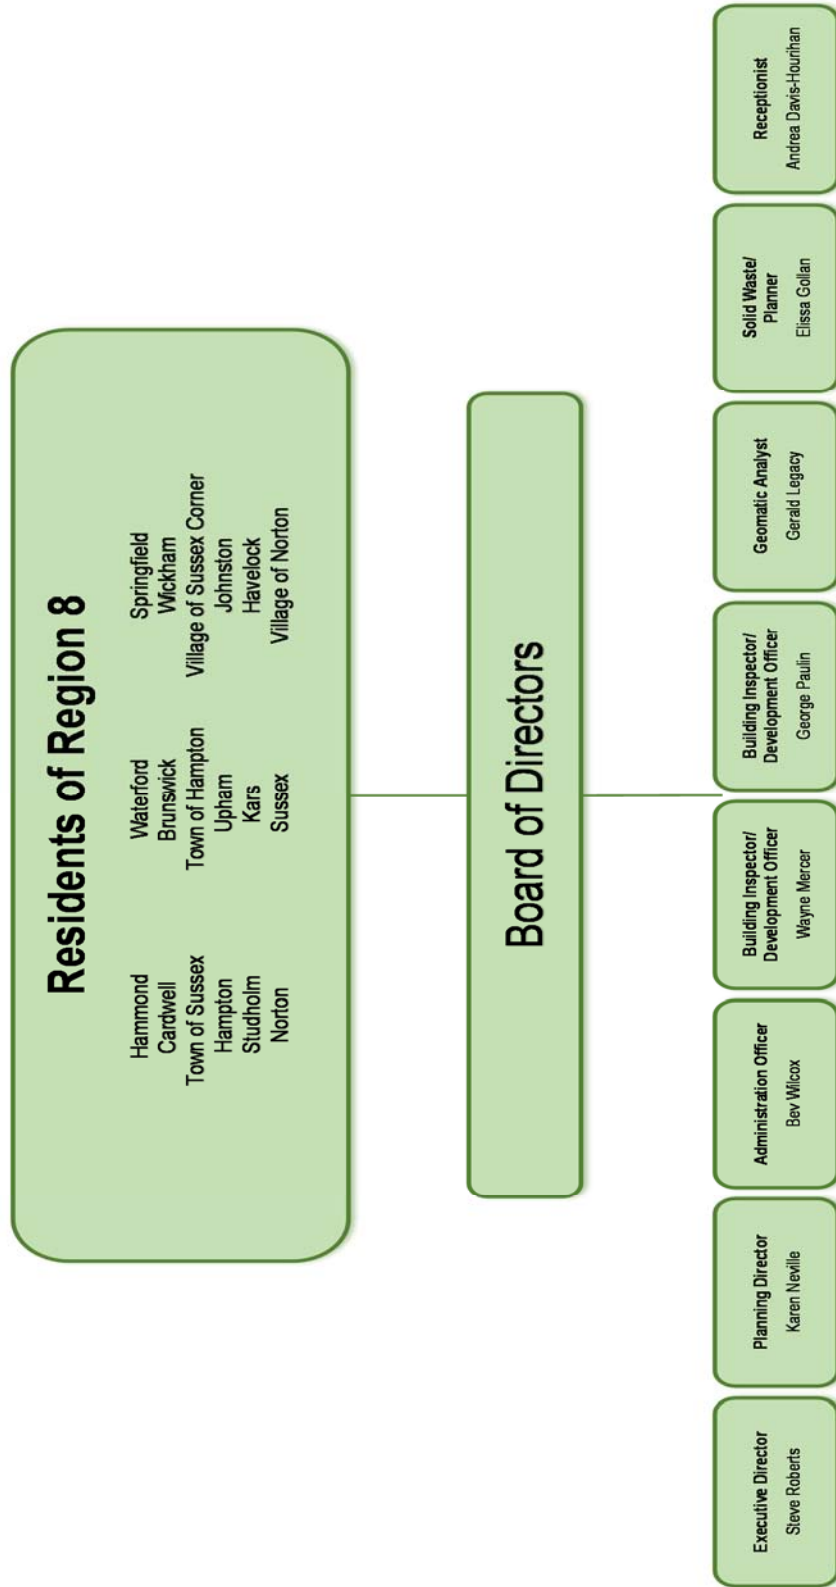 Residents of Region 8
Hammond
Cardwell
Town of Sussex
Hampton
Studholm
Norton
Waterford
Brunswick
Town of Hampton
Upham
Kars
Sussex
Springfield
Wickham
Village of Sussex Corner
Johnston
Havelock
Village of Norton
Board of Directors
Executive Director
Steve Roberts
Planning Director
Karen Neville
Administration Officer
Bev Wilcox
Building Inspector/
Development Officer
Wayne Mercer
Building Inspector/
Development Officer
George Paulin
Geomatic Analyst
Gerald Legacy
Solid Waste/
Planner
Elissa Gollan
Receptionist
Andrea Davis-Hourihan